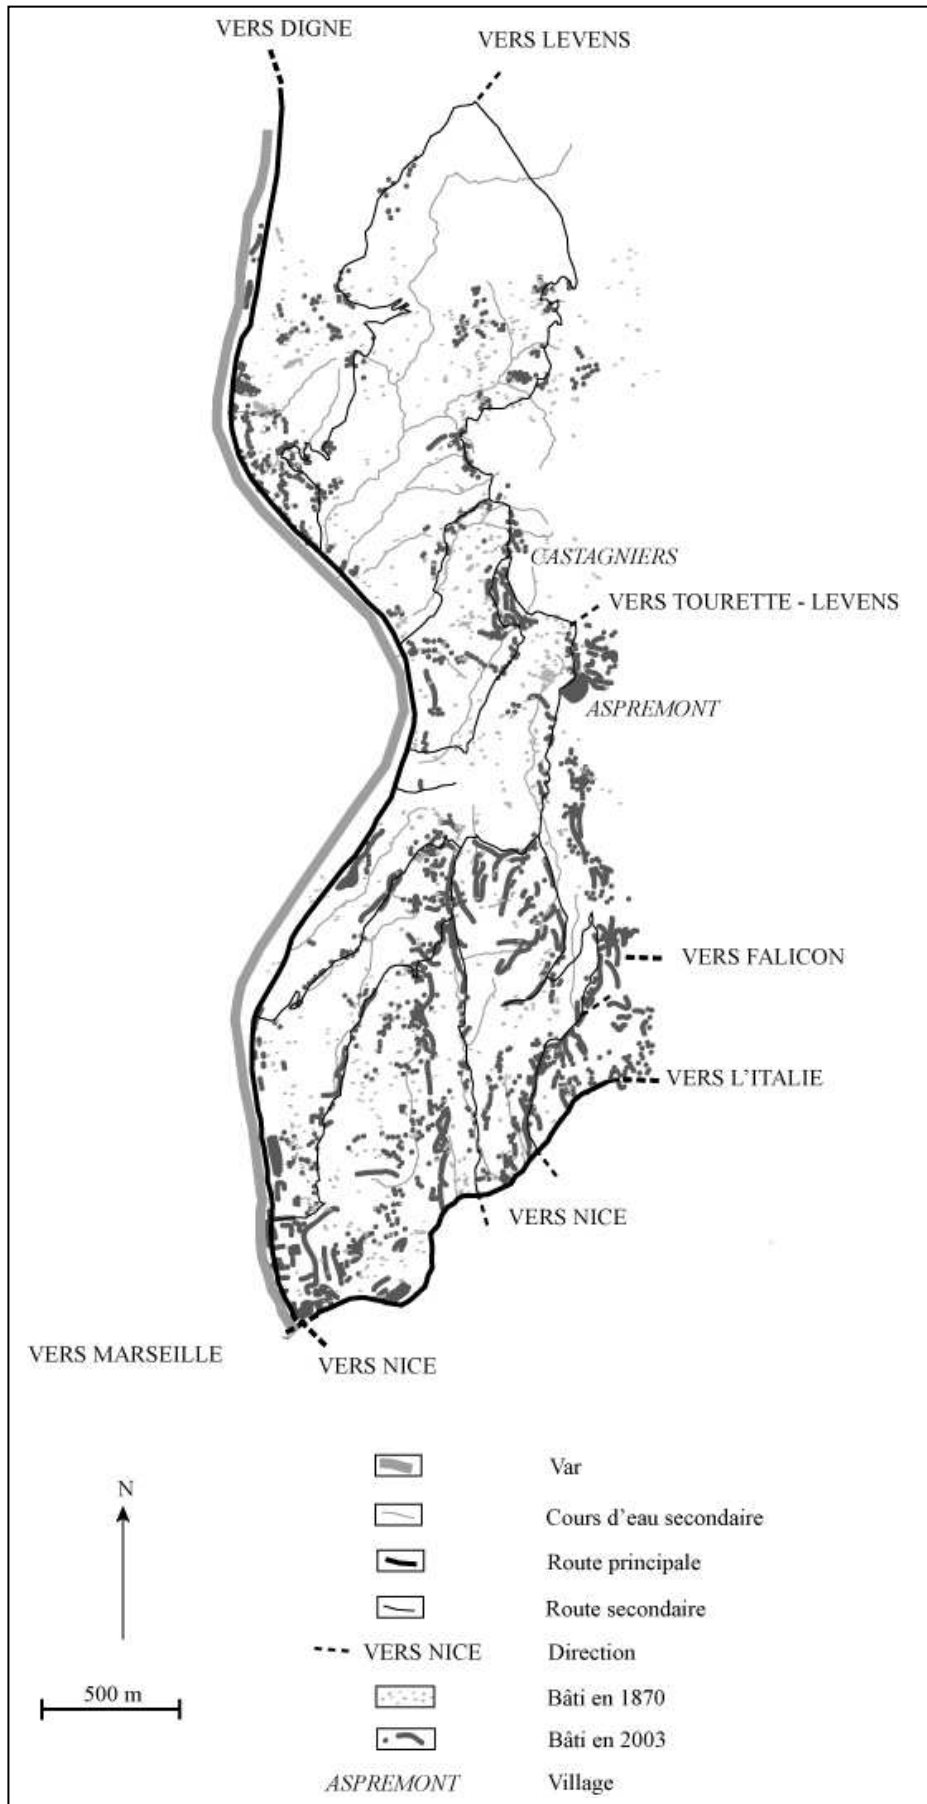 VERS DIGNE
VERS LEVENS
CASTAGNIERS
VERS TOURETTE - LEVENS
ASPREMONT
VERS FALICON
VERS L'ITALIE
VERS NICE
VERS MARSEILLE
VERS NICE
N
500 m
Var
Cours d'eau secondaire
Route principale
Route secondaire
VERS NICE Direction
Bâti en 1870
Bâti en 2003
ASPREMONT Village